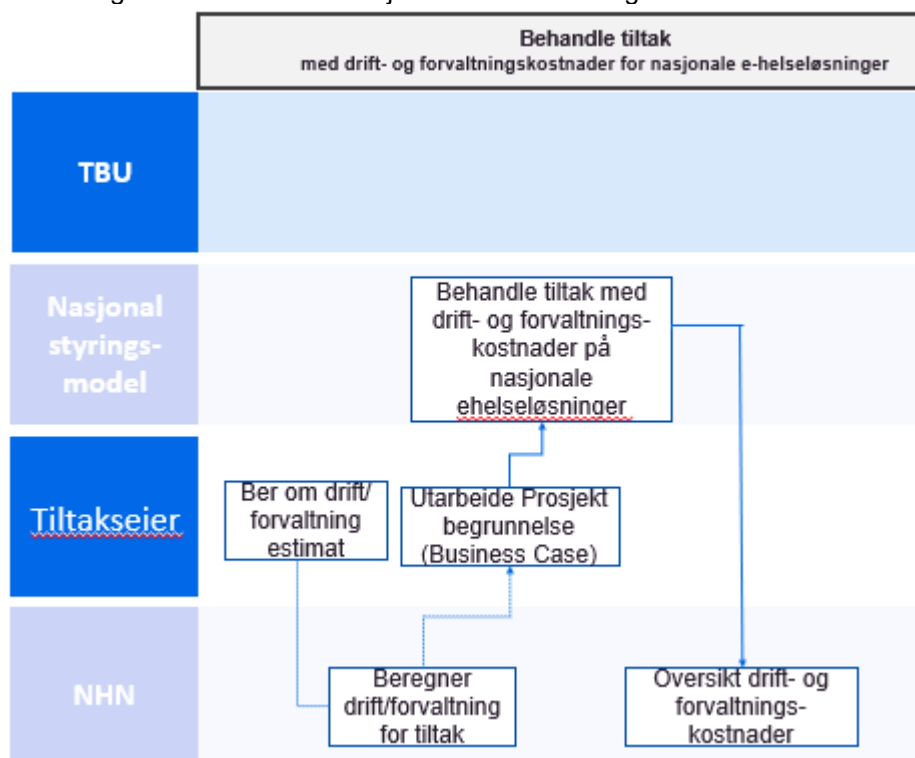 Behandle tiltak
med drift- og forvaltningskostnader for nasjonale e-helseløsninger
TBU
Nasjonal
styrings-
model
Behandle tiltak med
drift- og forvaltnings-
kostnader på
nasjonale
ehelseløsninger
Tiltakseier
Ber om drift/
forvaltning
estimat
Utarbeide Prosjekt
begrunnelse
(Business Case)
NHN
Beregner
drift/forvaltning
for tiltak
Oversikt drift- og
forvaltnings-
kostnader